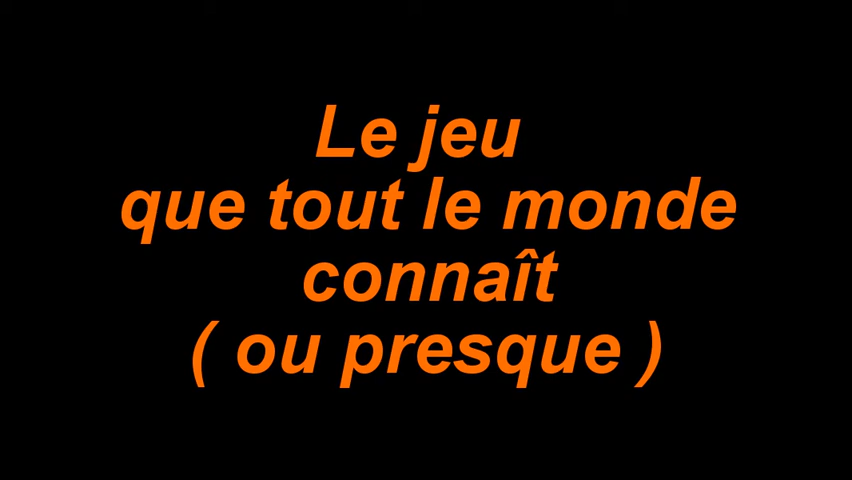 Le jeu
que tout le monde
connaît
( ou presque )